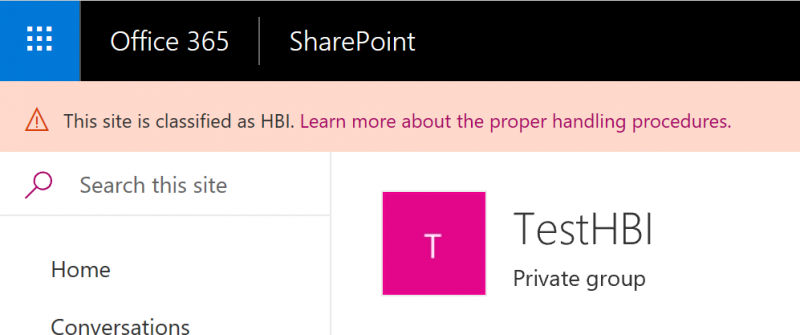 Office 365 SharePoint
This site is classified as HBI. Learn more about the proper handling procedures.
Search this site
T
TestHBI
Private group
Home
Conversations